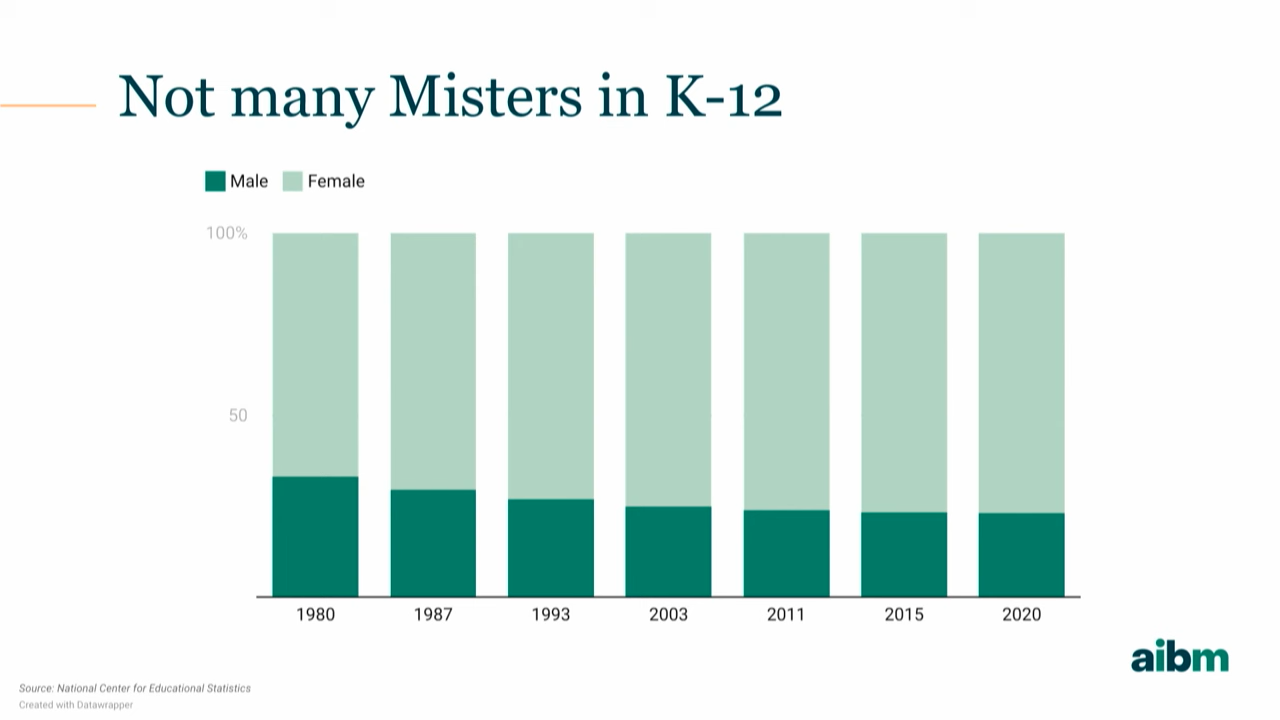 Not many Misters in K-12
Male Female
100%
50
1980 1987 1993 2003 2011 2015 2020
aibm
Source: National Center for Educational Statistics
Created with Datawrapper